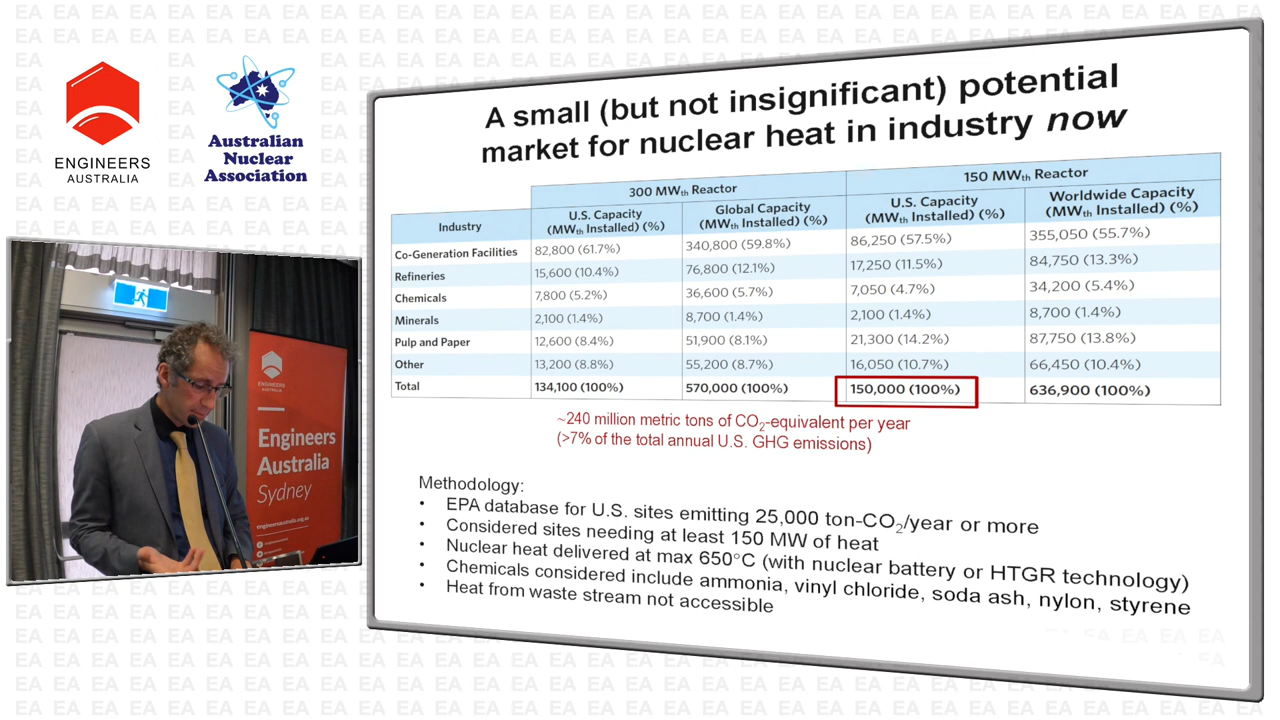 ENGINEERS
AUSTRALIA
Australian
Nuclear
Association
A small (but not insignificant) potential
market for nuclear heat in industry now
300 MWth Reactor 150 MWth Reactor
Industry U.S. Capacity (MWth Installed) (%) Global Capacity (MWth Installed) (%) U.S. Capacity (MWth Installed) (%) Worldwide Capacity (MWth Installed) (%)
Co-Generation Facilities 82,800 (61.7%) 340,800 (59.8%) 86,250 (57.5%) 355,050 (55.7%)
Refineries 15,600 (10.4%) 76,800 (12.1%) 17,250 (11.5%) 84,750 (13.3%)
Chemicals 7,800 (5.2%) 36,600 (5.7%) 7,050 (4.7%) 34,200 (5.4%)
Minerals 2,100 (1.4%) 8,700 (1.4%) 2,100 (1.4%) 8,700 (1.4%)
Pulp and Paper 12,600 (8.4%) 51,900 (8.1%) 21,300 (14.2%) 87,750 (13.8%)
Other 13,200 (8.8%) 55,200 (8.7%) 16,050 (10.7%) 66,450 (10.4%)
Total 134,100 (100%) 570,000 (100%) 150,000 (100%) 636,900 (100%)
~240 million metric tons of CO2-equivalent per year
(>7% of the total annual U.S. GHG emissions)
Methodology:
• EPA database for U.S. sites emitting 25,000 ton-CO2/year or more
• Considered sites needing at least 150 MW of heat
• Nuclear heat delivered at max 650°C (with nuclear battery or HTGR technology)
• Chemicals considered include ammonia, vinyl chloride, soda ash, nylon, styrene
• Heat from waste stream not accessible
ENGINEERS
AUSTRALIA
Engineers
Australia
Sydney
engineersaustralia.org.au